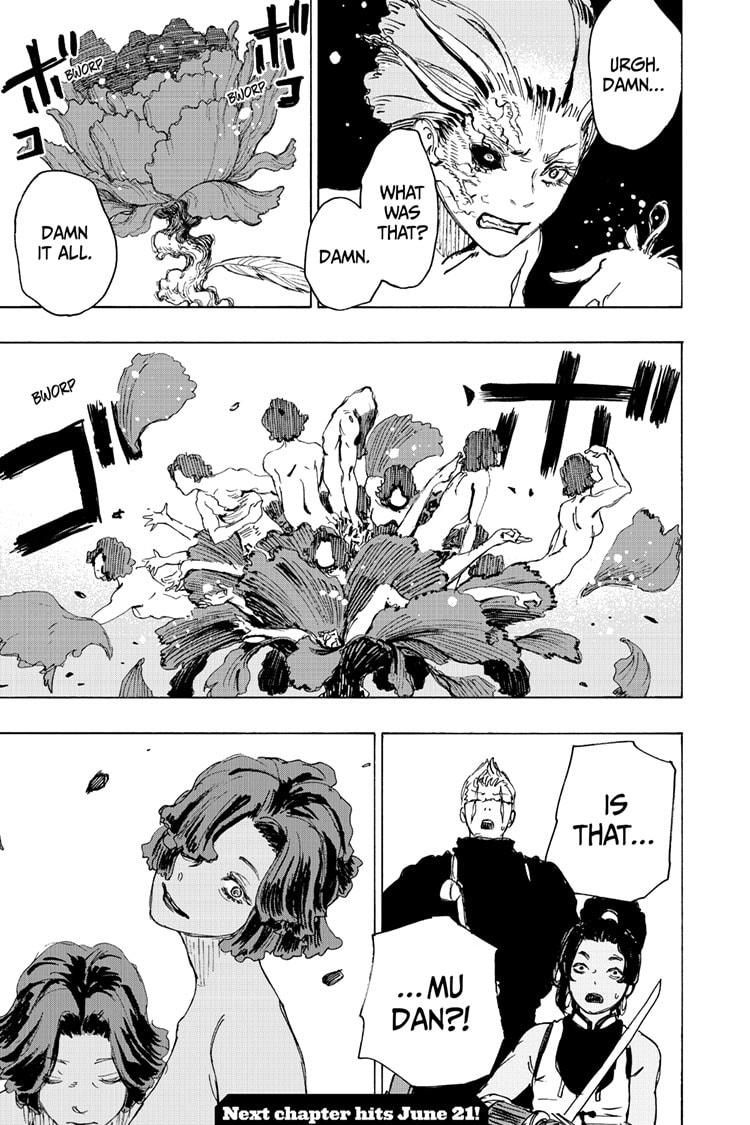 URGH.
DAMN...
WHAT
WAS
THAT?
DAMN.
ボ
コ
BWORP
ボ
コ
BWORP
DAMN
IT ALL.
ボ
ゴ
BWORP
IS
THAT...
...MU
DAN?!
Next chapter hits June 21!